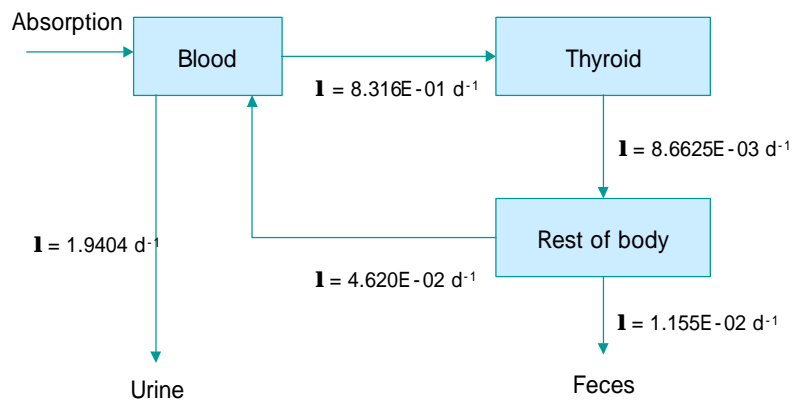 Absorption
Blood
Thyroid
l = 8.316E-01 d-1
l = 8.6625E-03 d-1
Rest of body
l = 1.9404 d-1
l = 4.620E-02 d-1
l = 1.155E-02 d-1
Urine
Feces